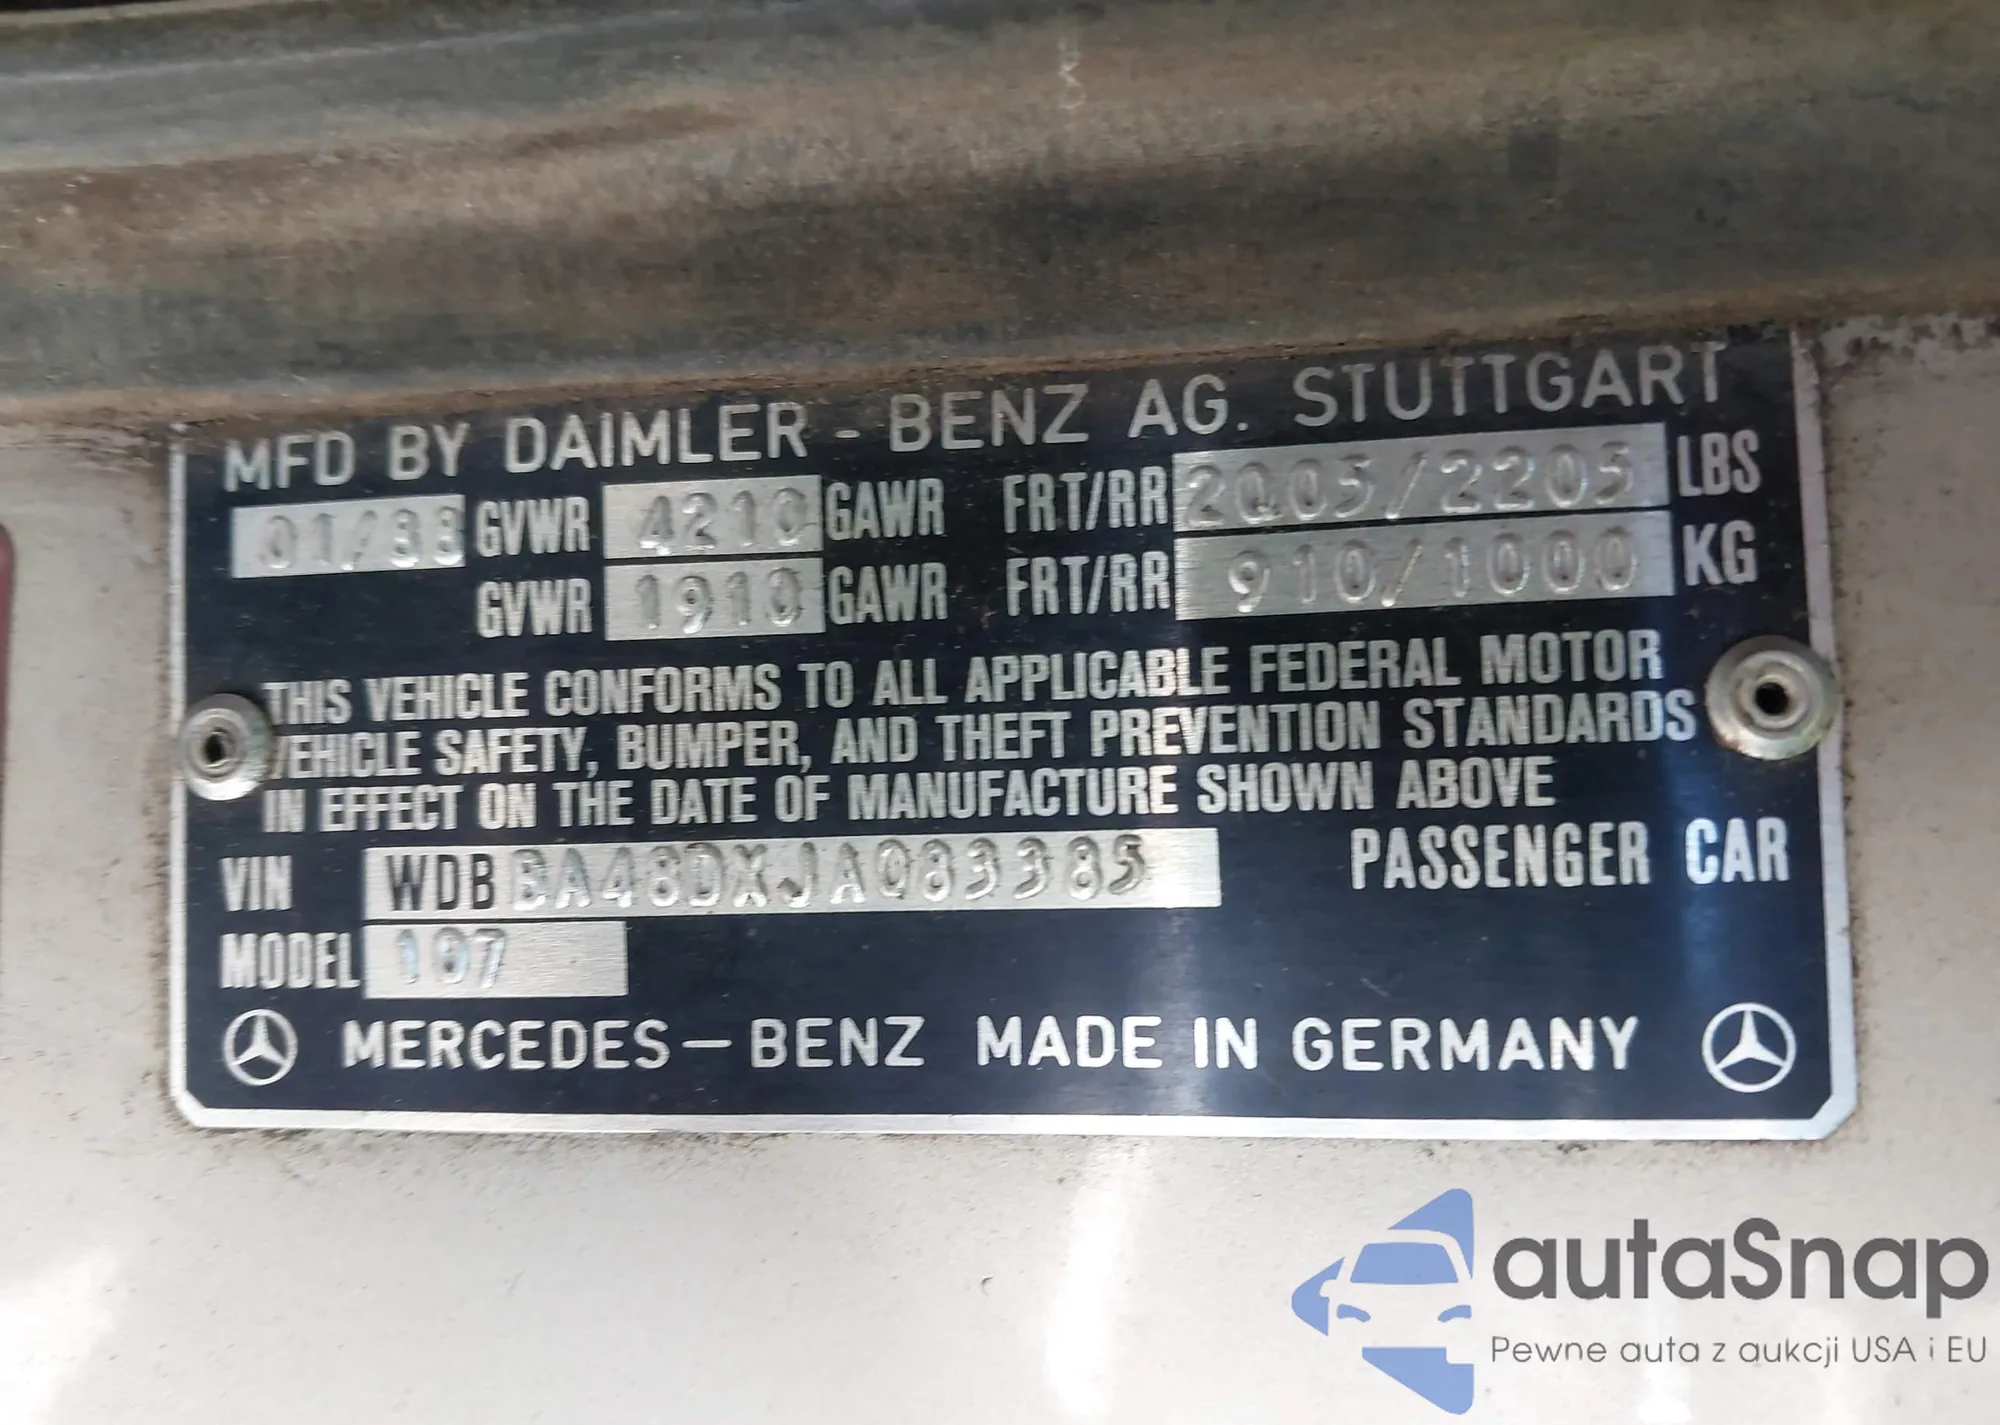 MFD BY DAIMLER - BENZ AG. STUTTGART
01/88 GVWR 4210 GAWR FRT/RR 2005/2205 LBS
GVWR 1910 GAWR FRT/RR 910/1000 KG
THIS VEHICLE CONFORMS TO ALL APPLICABLE FEDERAL MOTOR
VEHICLE SAFETY, BUMPER, AND THEFT PREVENTION STANDARDS
IN EFFECT ON THE DATE OF MANUFACTURE SHOWN ABOVE
VIN WDBBA48DXJA083385 PASSENGER CAR
MODEL 107
MERCEDES-BENZ MADE IN GERMANY
autaSnap
Pewne auta z aukcji USA i EU